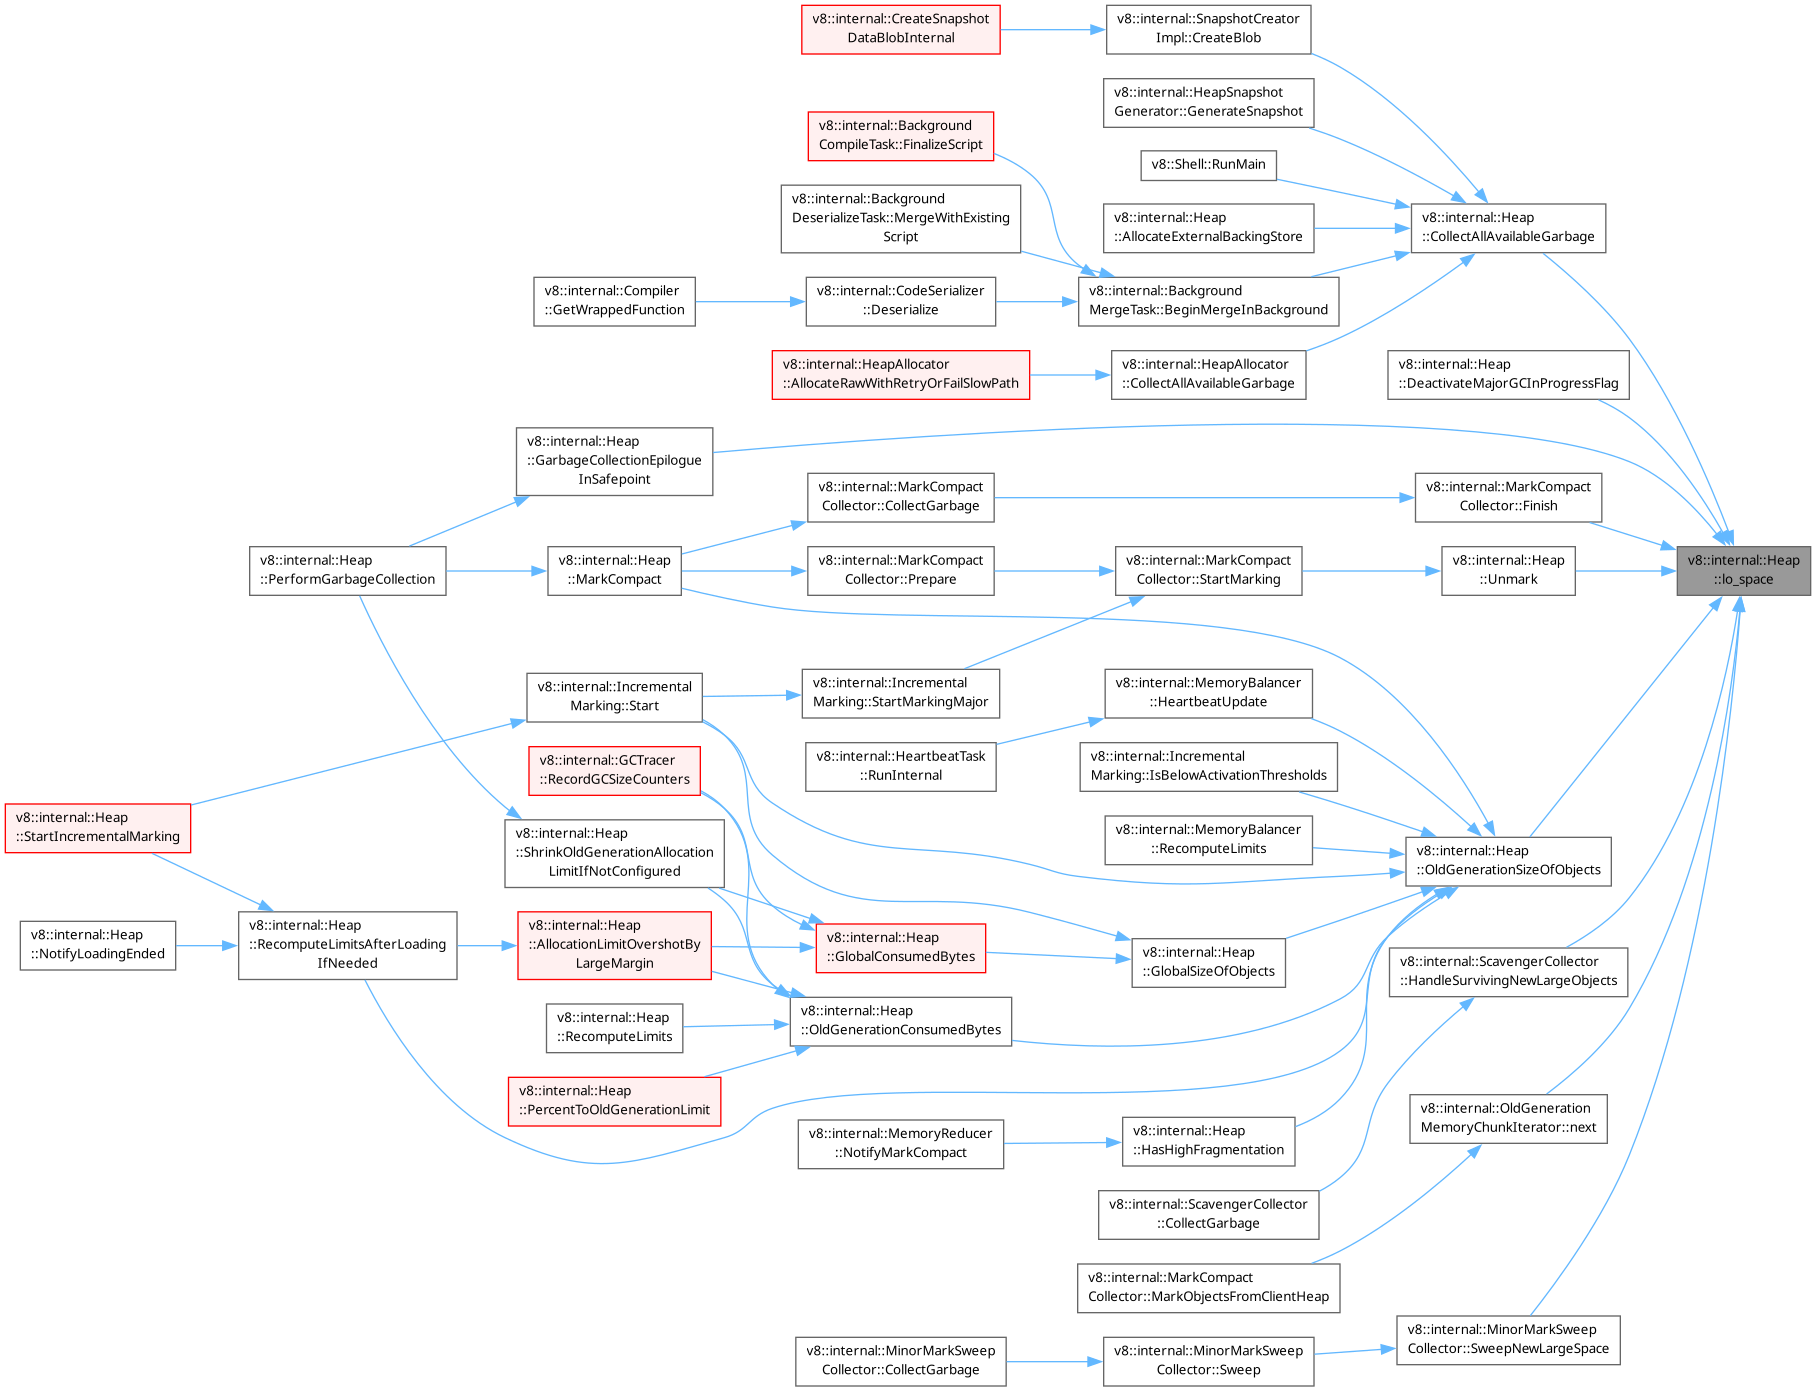 v8::internal::CreateSnapshot
DataBlobInternal
v8::internal::SnapshotCreator
Impl::CreateBlob
v8::internal::HeapSnapshot
Generator::GenerateSnapshot
v8::internal::Background
CompileTask::FinalizeScript
v8::Shell::RunMain
v8::internal::Background
DeserializeTask::MergeWithExisting
Script
v8::internal::Heap
::AllocateExternalBackingStore
v8::internal::Heap
::CollectAllAvailableGarbage
v8::internal::Compiler
::GetWrappedFunction
v8::internal::CodeSerializer
::Deserialize
v8::internal::Background
MergeTask::BeginMergeInBackground
v8::internal::HeapAllocator
::AllocateRawWithRetryOrFailSlowPath
v8::internal::HeapAllocator
::CollectAllAvailableGarbage
v8::internal::Heap
::DeactivateMajorGCInProgressFlag
v8::internal::Heap
::GarbageCollectionEpilogue
InSafepoint
v8::internal::MarkCompact
Collector::CollectGarbage
v8::internal::MarkCompact
Collector::Finish
v8::internal::Heap
::PerformGarbageCollection
v8::internal::Heap
::MarkCompact
v8::internal::MarkCompact
Collector::Prepare
v8::internal::MarkCompact
Collector::StartMarking
v8::internal::Heap
::Unmark
v8::internal::Heap
::lo_space
v8::internal::Incremental
Marking::Start
v8::internal::Incremental
Marking::StartMarkingMajor
v8::internal::MemoryBalancer
::HeartbeatUpdate
v8::internal::GCTracer
::RecordGCSizeCounters
v8::internal::HeartbeatTask
::RunInternal
v8::internal::Incremental
Marking::IsBelowActivationThresholds
v8::internal::Heap
::StartIncrementalMarking
v8::internal::Heap
::ShrinkOldGenerationAllocation
LimitIfNotConfigured
v8::internal::MemoryBalancer
::RecomputeLimits
v8::internal::Heap
::OldGenerationSizeOfObjects
v8::internal::Heap
::NotifyLoadingEnded
v8::internal::Heap
::RecomputeLimitsAfterLoading
IfNeeded
v8::internal::Heap
::AllocationLimitOvershotBy
LargeMargin
v8::internal::Heap
::GlobalConsumedBytes
v8::internal::Heap
::GlobalSizeOfObjects
v8::internal::ScavengerCollector
::HandleSurvivingNewLargeObjects
v8::internal::Heap
::RecomputeLimits
v8::internal::Heap
::OldGenerationConsumedBytes
v8::internal::Heap
::PercentToOldGenerationLimit
v8::internal::MemoryReducer
::NotifyMarkCompact
v8::internal::Heap
::HasHighFragmentation
v8::internal::OldGeneration
MemoryChunkIterator::next
v8::internal::ScavengerCollector
::CollectGarbage
v8::internal::MarkCompact
Collector::MarkObjectsFromClientHeap
v8::internal::MinorMarkSweep
Collector::SweepNewLargeSpace
v8::internal::MinorMarkSweep
Collector::CollectGarbage
v8::internal::MinorMarkSweep
Collector::Sweep